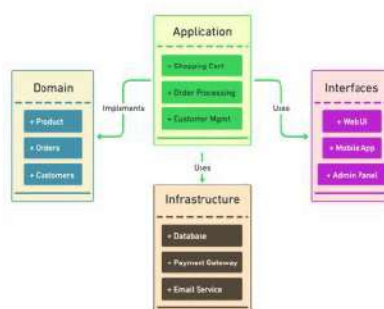 Application
+ Shopping Cart
+ Order Processing
+ Customer Mgmt
Domain
+ Product
+ Orders
+ Customers
Implements
Uses
Interfaces
+ Web UI
+ Mobile App
+ Admin Panel
Uses
Infrastructure
+ Database
+ Payment Gateway
+ Email Service